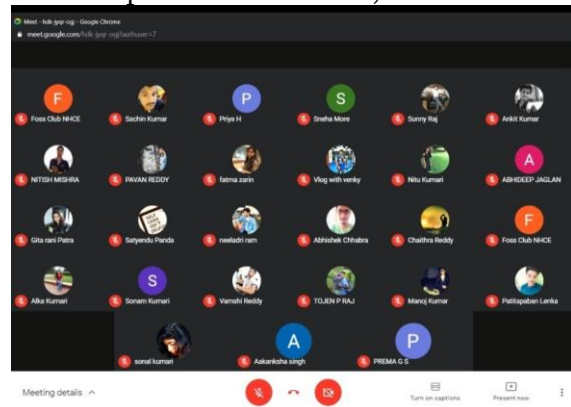 Meet - hdk-jyqr-ogj - Google Chrome
meet.google.com/hdk-jyqr-ogj?authuser=7
F P S
Foss Club NHCE Sachin Kumar Priya H Sneha More Sunny Raj Ankit Kumar
A
NITISH MISHRA PAVAN REDDY fatma zarin Vlog with venky Nitu Kumari ABHIDEEP JAGLAN
F
Gita rani Patra Satyendu Panda neeladri ram Abhishek Chhabra Chaithra Reddy Foss Club NHCE
S
Alka Kumari Sonam Kumari Vamshi Reddy TOJEN P RAJ Manoj Kumar Patitapaban Lenka
A P
sonal kumari Aakanksha singh PREMA G S
Meeting details Turn on captions Present now